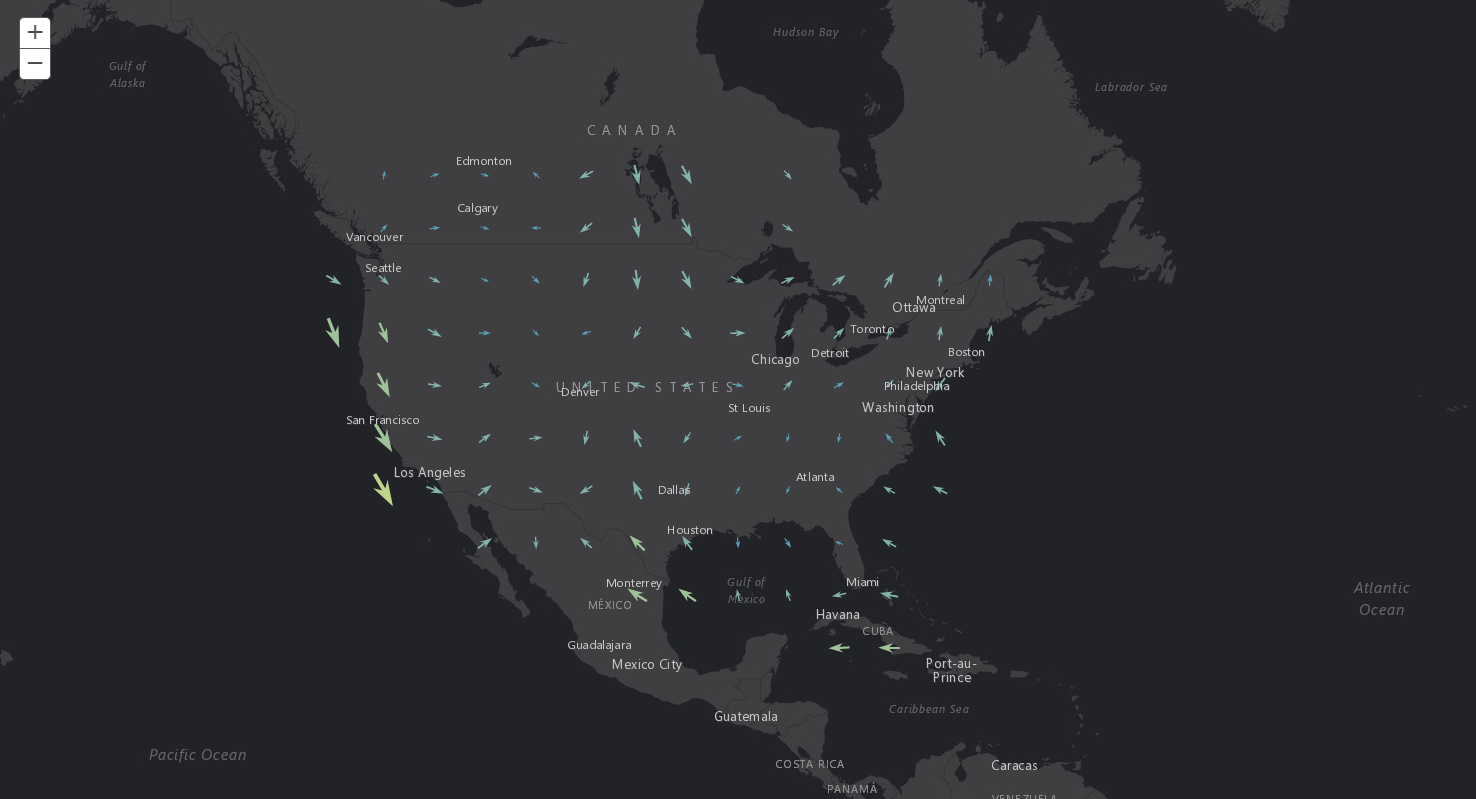 +
−
Hudson Bay
Gulf of
Alaska
Labrador Sea
CANADA
Edmonton
Calgary
Vancouver
Seattle
Montreal
Ottawa
Toronto
Boston
Detroit
Chicago
New York
UNITED STATES
Philadelphia
Denver
St Louis
Washington
San Francisco
Los Angeles
Atlanta
Dallas
Houston
Monterrey
Gulf of
Mexico
Miami
Atlantic
Ocean
MÉXICO
Havana
CUBA
Guadalajara
Mexico City
Port-au-
Prince
Caribbean Sea
Guatemala
Pacific Ocean
COSTA RICA
Caracas
PANAMÁ
VENEZUELA